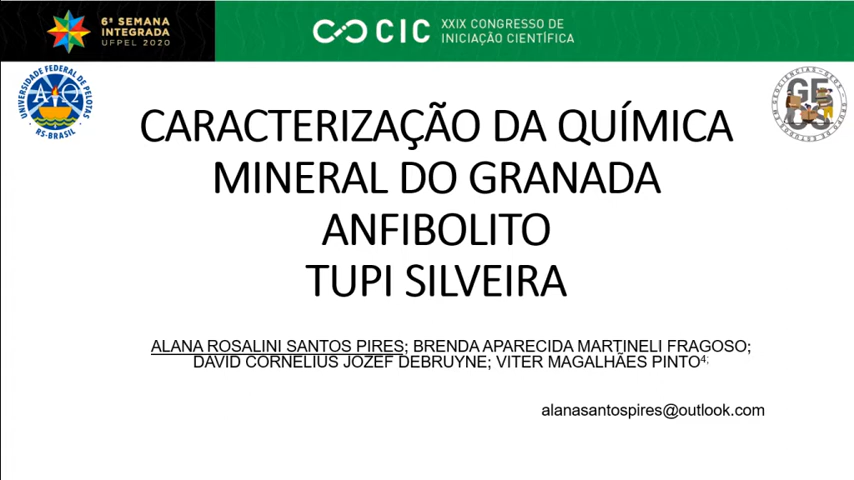 6ª SEMANA
INTEGRADA
UFPEL 2020
CIC
XXIX CONGRESSO DE
INICIAÇÃO CIENTÍFICA
UNIVERSIDADE FEDERAL DE PELOTAS
RS-BRASIL
CARACTERIZAÇÃO DA QUÍMICA
MINERAL DO GRANADA
ANFIBOLITO
TUPI SILVEIRA
ALANA ROSALINI SANTOS PIRES; BRENDA APARECIDA MARTINELI FRAGOSO;
DAVID CORNELIUS JOZEF DEBRUYNE; VITER MAGALHÃES PINTO⁴;
alanasantospires@outlook.com